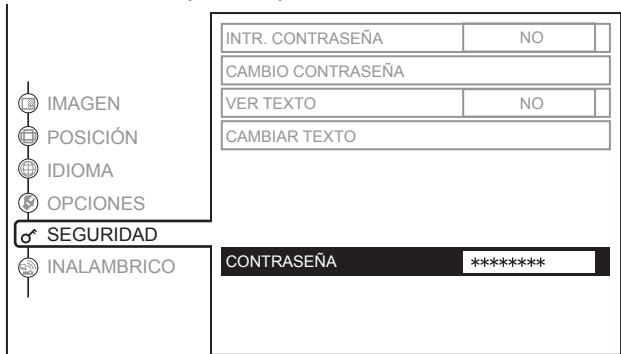 INTR. CONTRASEÑA NO
CAMBIO CONTRASEÑA
VER TEXTO NO
CAMBIAR TEXTO
IMAGEN
POSICIÓN
IDIOMA
OPCIONES
SEGURIDAD
INALAMBRICO
CONTRASEÑA ********